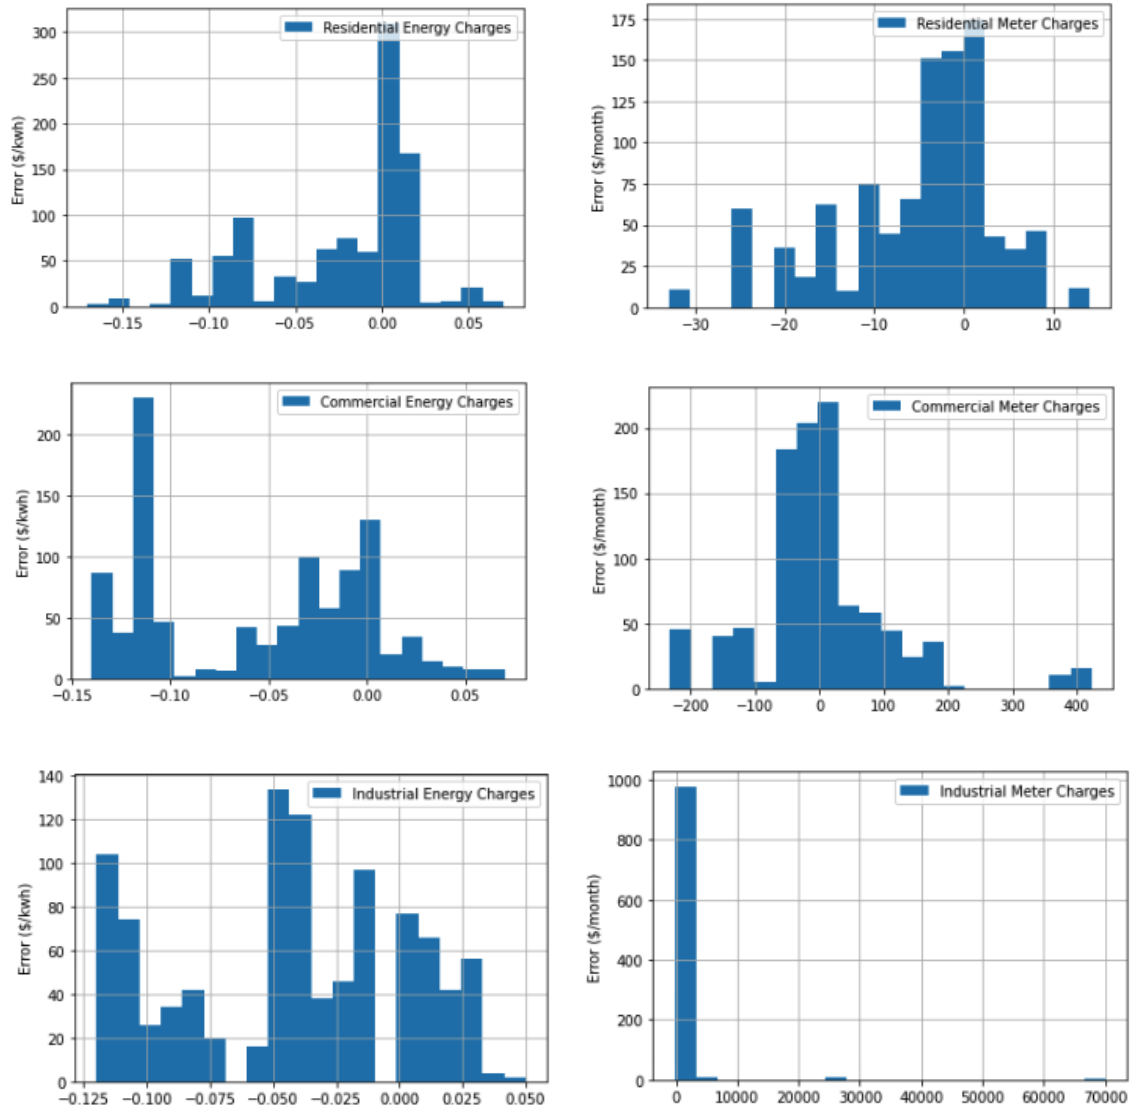 Residential Energy Charges
Error ($/kwh)
300
250
200
150
100
50
0
−0.15 −0.10 −0.05 0.00 0.05
Residential Meter Charges
Error ($/month)
175
150
125
100
75
50
25
0
−30 −20 −10 0 10
Commercial Energy Charges
Error ($/kwh)
200
150
100
50
0
−0.15 −0.10 −0.05 0.00 0.05
Commercial Meter Charges
Error ($/month)
200
150
100
50
0
−200 −100 0 100 200 300 400
Industrial Energy Charges
Error ($/kwh)
140
120
100
80
60
40
20
0
−0.125 −0.100 −0.075 −0.050 −0.025 0.000 0.025 0.050
Industrial Meter Charges
Error ($/month)
1000
800
600
400
200
0
0 10000 20000 30000 40000 50000 60000 70000